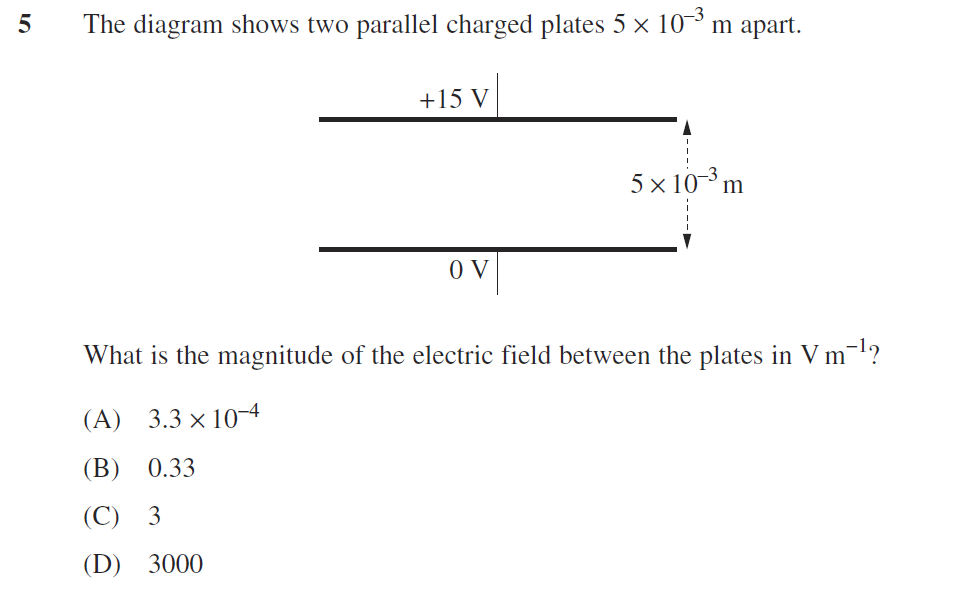 5 The diagram shows two parallel charged plates 5 × 10⁻³ m apart.
+15 V
5 × 10⁻³ m
0 V
What is the magnitude of the electric field between the plates in V m⁻¹?
(A) 3.3 × 10⁻⁴
(B) 0.33
(C) 3
(D) 3000